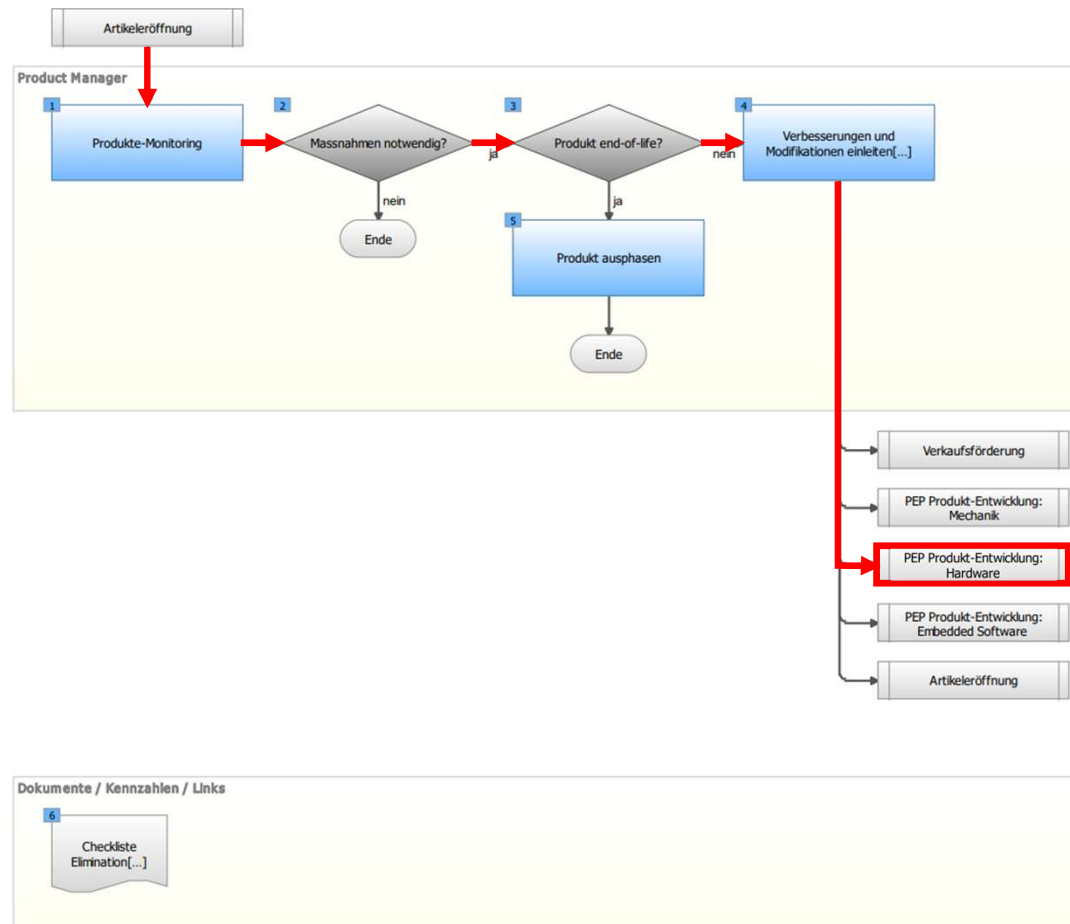 Artikeleröffnung
Product Manager
1
Produkte-Monitoring
2
Massnahmen notwendig?
ja
nein
Ende
3
Produkt end-of-life?
nein
ja
4
Verbesserungen und
Modifikationen einleiten[...]
5
Produkt ausphasen
Ende
Verkaufsförderung
PEP Produkt-Entwicklung:
Mechanik
PEP Produkt-Entwicklung:
Hardware
PEP Produkt-Entwicklung:
Embedded Software
Artikeleröffnung
Dokumente / Kennzahlen / Links
6
Checkliste
Elimination[...]